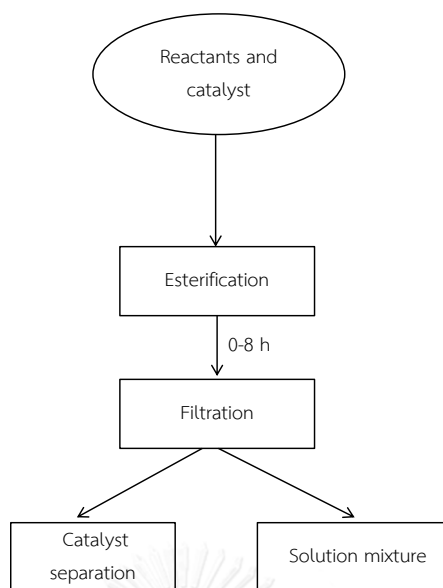 Reactants and
catalyst
Esterification
0-8 h
Filtration
Catalyst
separation
Solution mixture